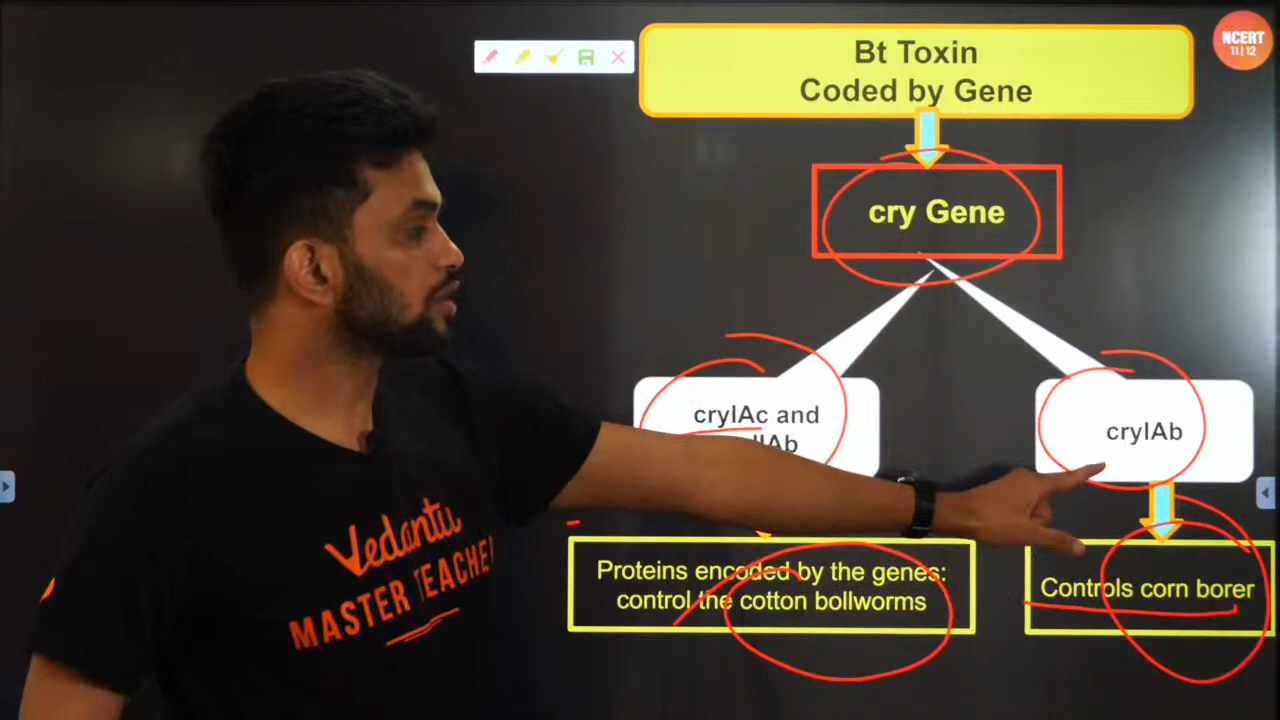 Bt Toxin
Coded by Gene
NCERT
11|12
cry Gene
cryIAc and
IIAb
cryIAb
Proteins encoded by the genes:
control the cotton bollworms
Controls corn borer
Vedantu
MASTER TEACHER